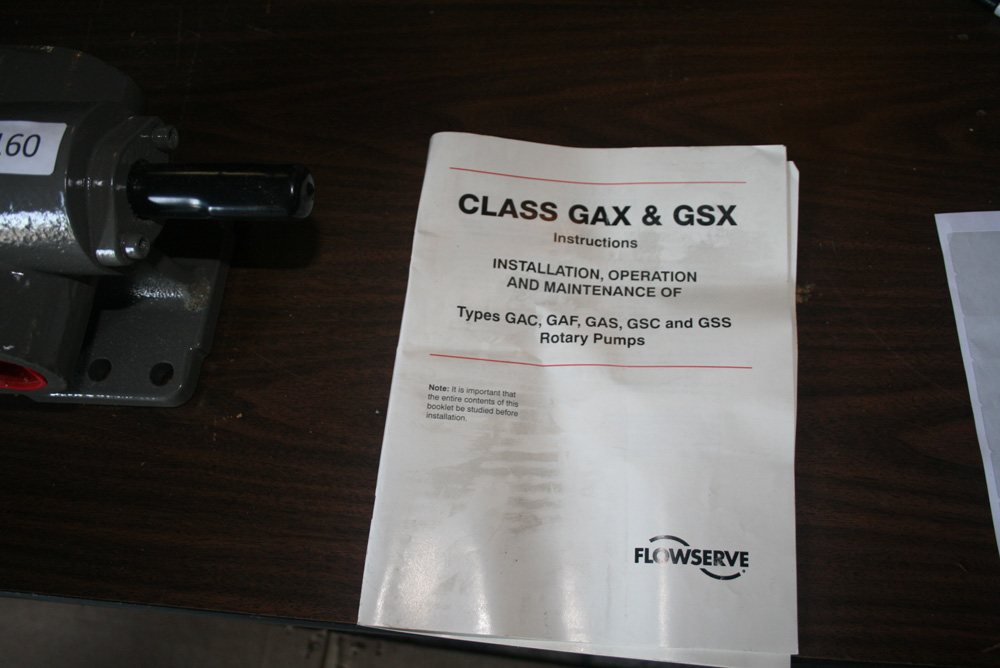 160
CLASS GAX & GSX
Instructions
INSTALLATION, OPERATION
AND MAINTENANCE OF
Types GAC, GAF, GAS, GSC and GSS
Rotary Pumps
Note: It is important that
the entire contents of this
booklet be studied before
installation.
FLOWSERVE